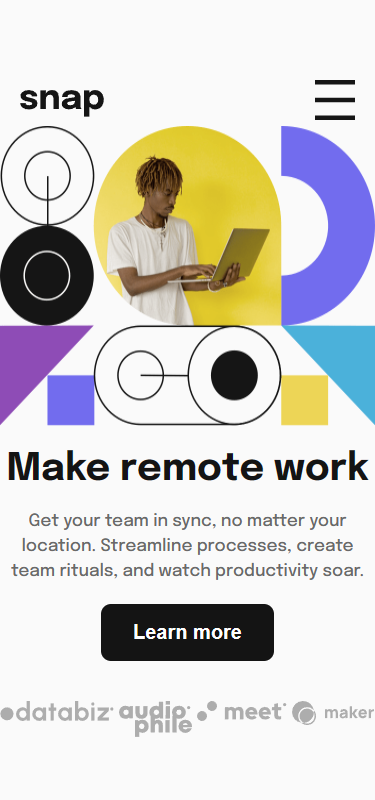 snap
Make remote work
Get your team in sync, no matter your
location. Streamline processes, create
team rituals, and watch productivity soar.
Learn more
databiz
audio
phile
meet
maker